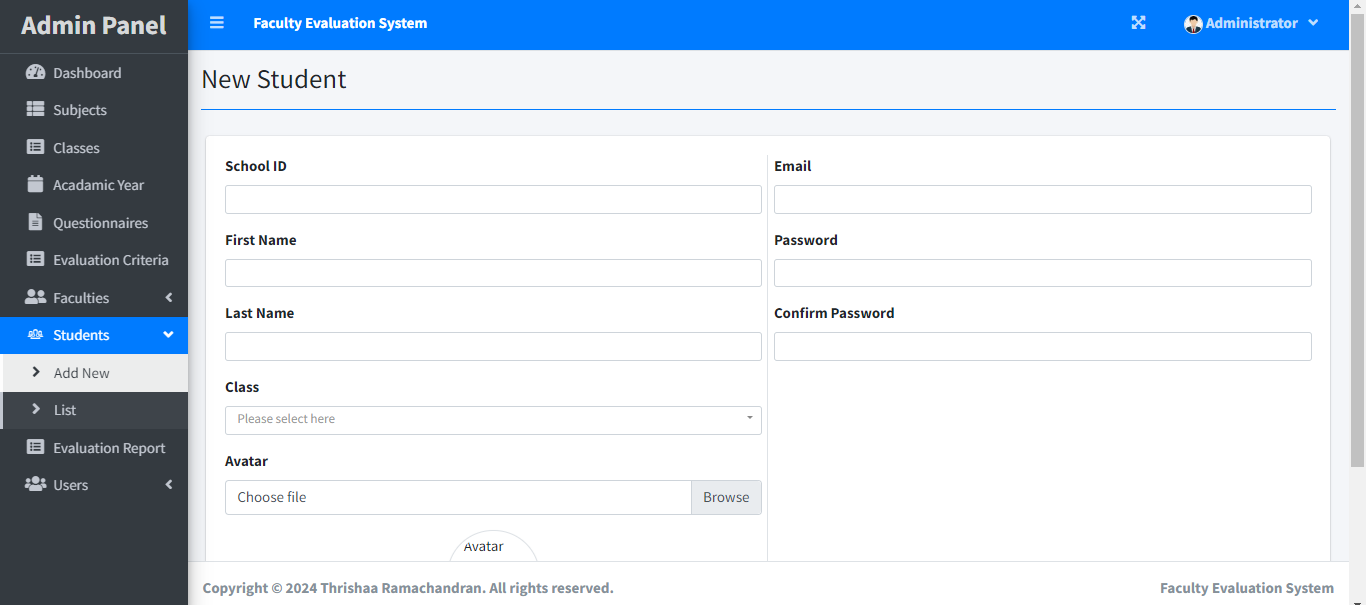 Admin Panel
Faculty Evaluation System
Administrator
Dashboard
Subjects
Classes
Acadamic Year
Questionnaires
Evaluation Criteria
Faculties
Students
Add New
List
Evaluation Report
Users
New Student
School ID
First Name
Last Name
Class
Please select here
Avatar
Choose file
Browse
Avatar
Email
Password
Confirm Password
Copyright © 2024 Thrishaa Ramachandran. All rights reserved.
Faculty Evaluation System